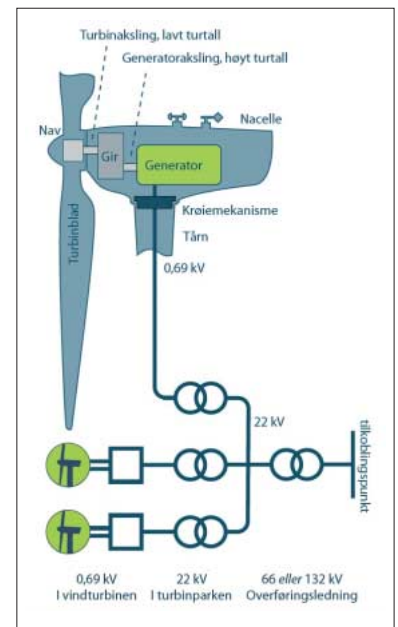 Turbinaksling, lavt turtall
Generatoraksling, høyt turtall
Nacelle
Nav
Gir
Generator
Turbinblad
Krøiemekanisme
Tårn
0,69 kV
22 kV
tilkoblingspunkt
0,69 kV
I vindturbinen
22 kV
I turbinparken
66 eller 132 kV
Overføringsledning